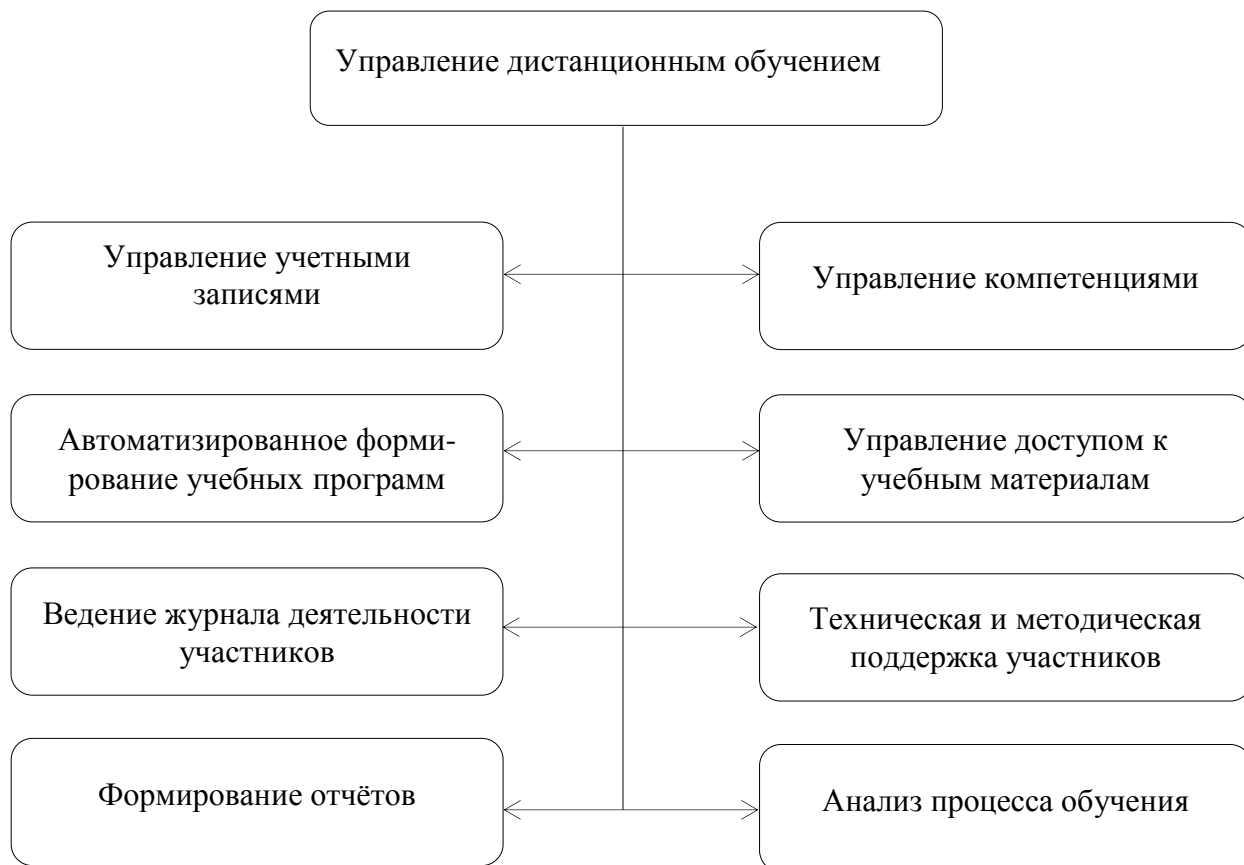 Управление дистанционным обучением
Управление учетными
записями
Управление компетенциями
Автоматизированное форми-
рование учебных программ
Управление доступом к
учебным материалам
Ведение журнала деятельности
участников
Техническая и методическая
поддержка участников
Формирование отчётов
Анализ процесса обучения